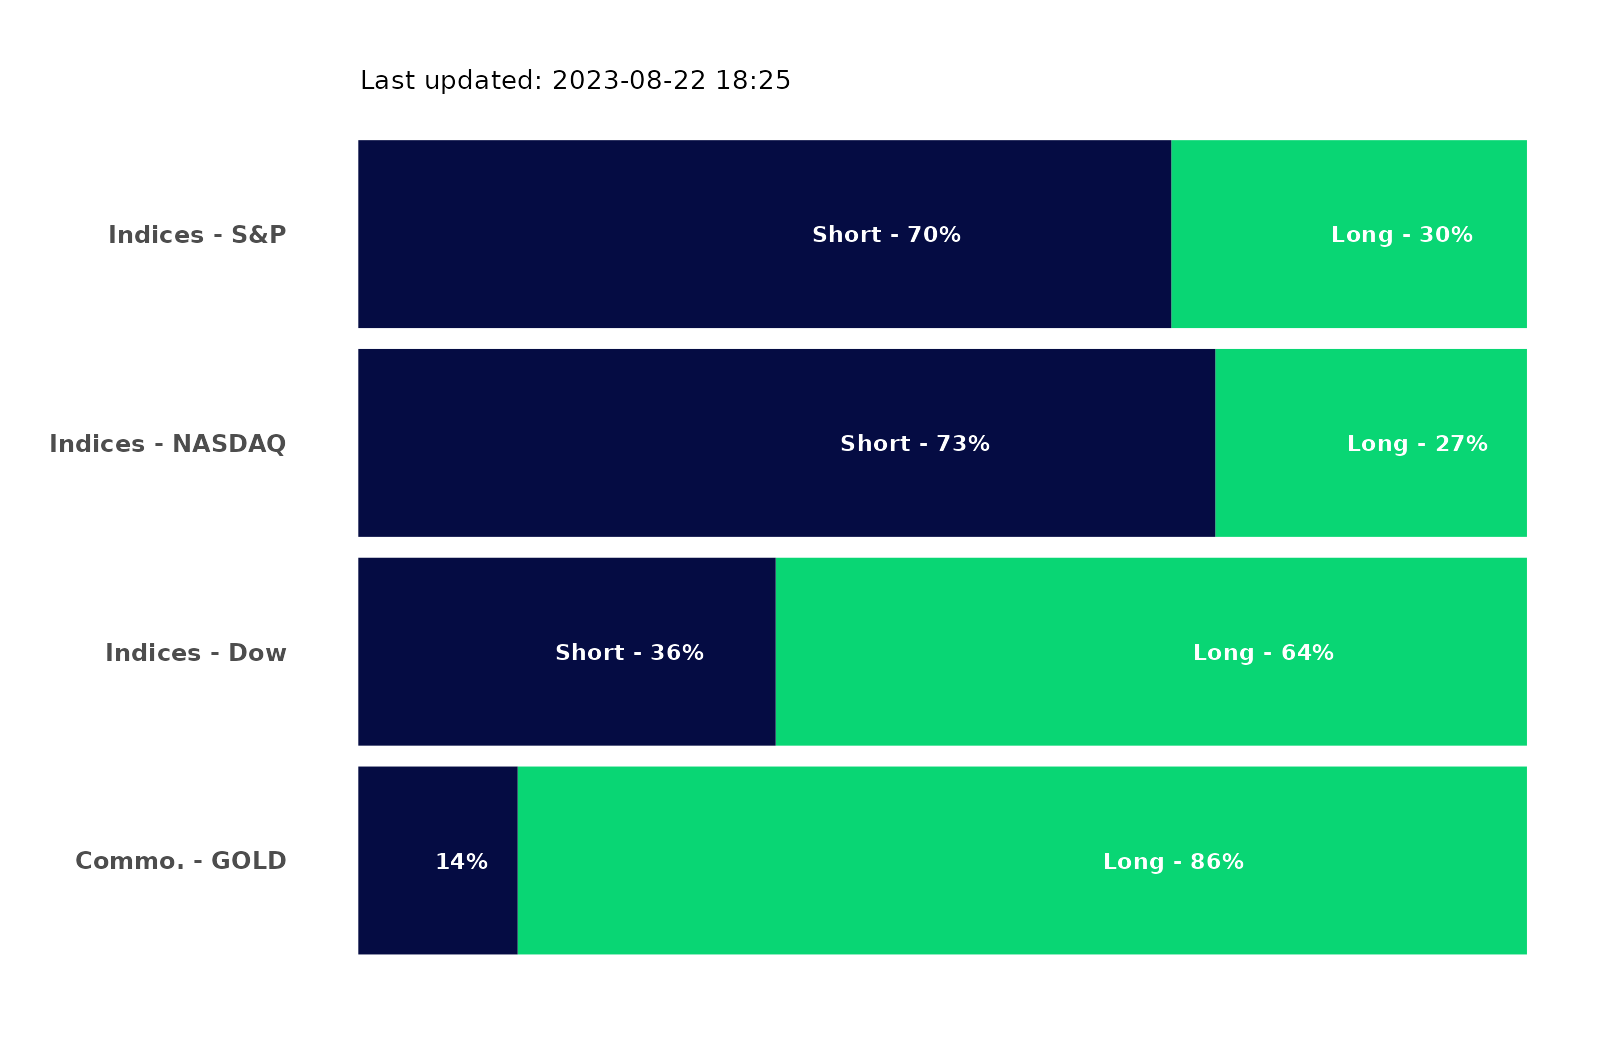 Last updated: 2023-08-22 18:25
Indices - S&P
Short - 70%
Long - 30%
Indices - NASDAQ
Short - 73%
Long - 27%
Indices - Dow
Short - 36%
Long - 64%
Commo. - GOLD
14%
Long - 86%